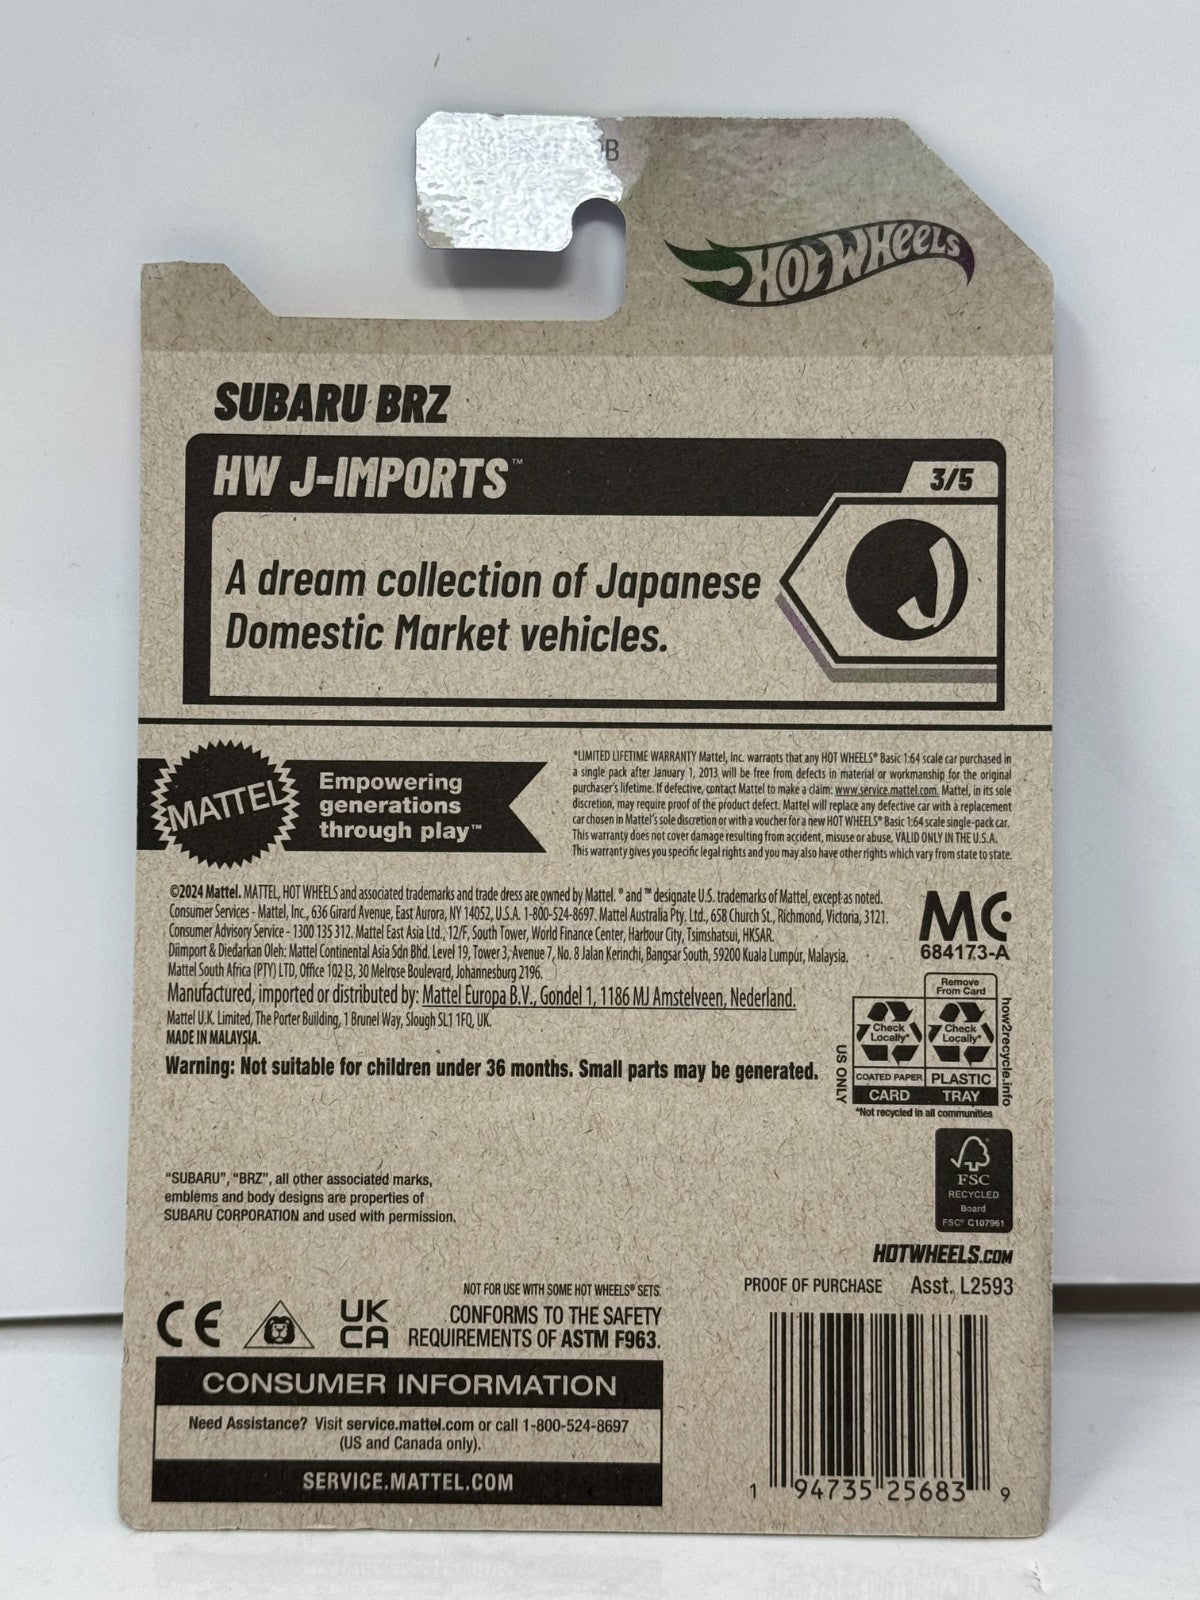 HOT WHEELS
SUBARU BRZ
HW J-IMPORTS™
3/5
A dream collection of Japanese
Domestic Market vehicles.
J
MATTEL
Empowering
generations
through play™
*LIMITED LIFETIME WARRANTY Mattel, Inc. warrants that any HOT WHEELS® Basic 1:64 scale car purchased in
a single pack after January 1, 2013 will be free from defects in material or workmanship for the original
purchaser's lifetime. If defective, contact Mattel to make a claim: www.service.mattel.com. Mattel, in its sole
discretion, may require proof of the product defect. Mattel will replace any defective car with a replacement
car chosen in Mattel's sole discretion or with a voucher for a new HOT WHEELS® Basic 1:64 scale single-pack car.
This warranty does not cover damage resulting from accident, misuse or abuse. VALID ONLY IN THE U.S.A.
This warranty gives you specific legal rights and you may also have other rights which vary from state to state.
©2024 Mattel. MATTEL, HOT WHEELS and associated trademarks and trade dress are owned by Mattel. ® and ™ designate U.S. trademarks of Mattel, except as noted.
Consumer Services - Mattel, Inc., 636 Girard Avenue, East Aurora, NY 14052, U.S.A. 1-800-524-8697. Mattel Australia Pty. Ltd., 658 Church St., Richmond, Victoria, 3121.
Consumer Advisory Service - 1300 135 312. Mattel East Asia Ltd., 12/F, South Tower, World Finance Center, Harbour City, Tsimshatsui, HKSAR.
Diimport & Diedarkan Oleh: Mattel Continental Asia Sdn Bhd. Level 19, Tower 3, Avenue 7, No. 8 Jalan Kerinchi, Bangsar South, 59200 Kuala Lumpur, Malaysia.
Mattel South Africa (PTY) LTD, Office 102 I3, 30 Melrose Boulevard, Johannesburg 2196.
Manufactured, imported or distributed by: Mattel Europa B.V., Gondel 1, 1186 MJ Amstelveen, Nederland.
Mattel U.K. Limited, The Porter Building, 1 Brunel Way, Slough SL1 1FQ, UK.
MADE IN MALAYSIA.
Warning: Not suitable for children under 36 months. Small parts may be generated.
MC
684173-A
Remove
From Card
Check
Locally*
Check
Locally*
COATED PAPER
PLASTIC
CARD
TRAY
US ONLY
how2recycle.info
*Not recycled in all communities
FSC
RECYCLED
Board
FSC® C107961
"SUBARU", "BRZ", all other associated marks,
emblems and body designs are properties of
SUBARU CORPORATION and used with permission.
HOTWHEELS.COM
PROOF OF PURCHASE Asst. L2593
NOT FOR USE WITH SOME HOT WHEELS® SETS.
CONFORMS TO THE SAFETY
REQUIREMENTS OF ASTM F963.
CE
UK
CA
CONSUMER INFORMATION
Need Assistance? Visit service.mattel.com or call 1-800-524-8697
(US and Canada only).
SERVICE.MATTEL.COM
1 94735 25683 9